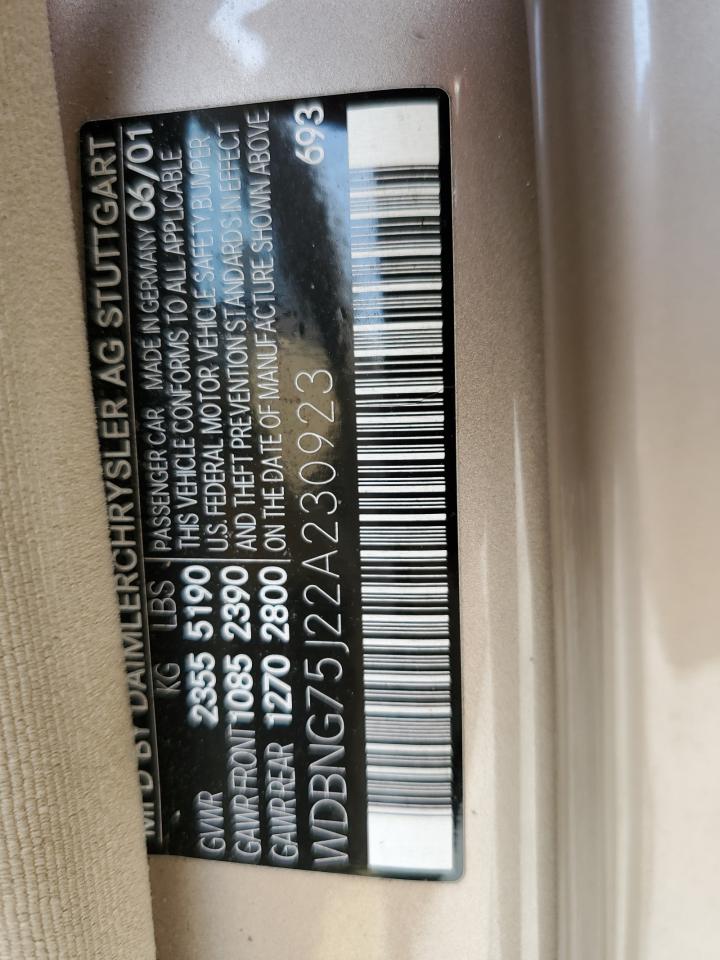 MFD BY DAIMLERCHRYSLER AG STUTTGART
KG LBS PASSENGER CAR MADE IN GERMANY 06/01
THIS VEHICLE CONFORMS TO ALL APPLICABLE
GVWR 2355 5190 U.S. FEDERAL MOTOR VEHICLE SAFETY BUMPER
GAWR FRONT 1085 2390 AND THEFT PREVENTION STANDARDS IN EFFECT
GAWR REAR 1270 2800 ON THE DATE OF MANUFACTURE SHOWN ABOVE
WDBNG75J22A230923 693